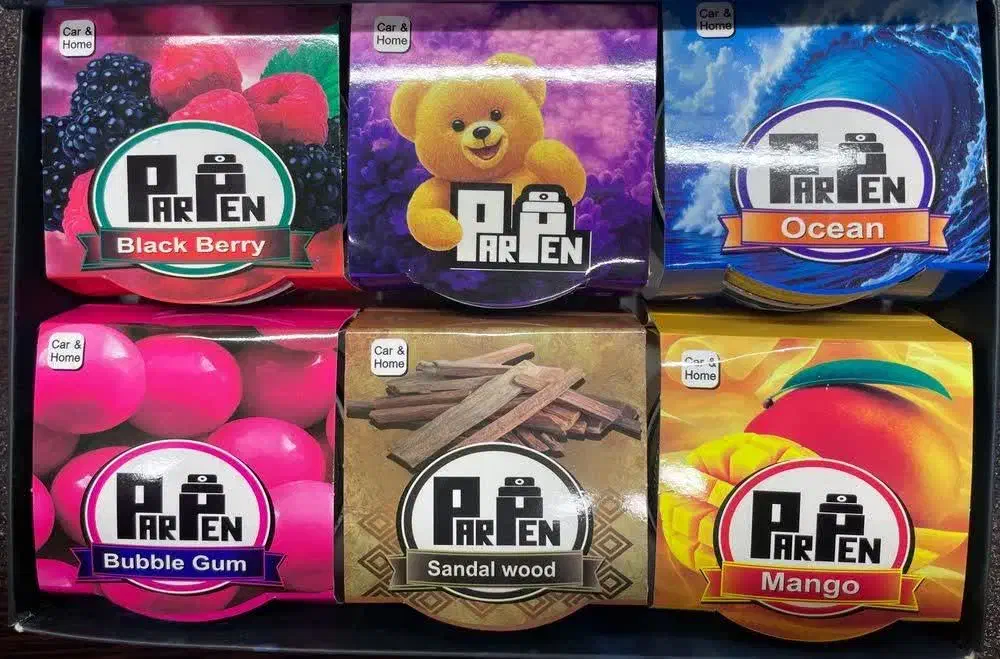 Car &
Home
PARPEN
Black Berry
Car &
Home
PARPEN
Car &
Home
PARPEN
Ocean
Car &
Home
PARPEN
Bubble Gum
Car &
Home
PARPEN
Sandal wood
Car &
Home
PARPEN
Mango